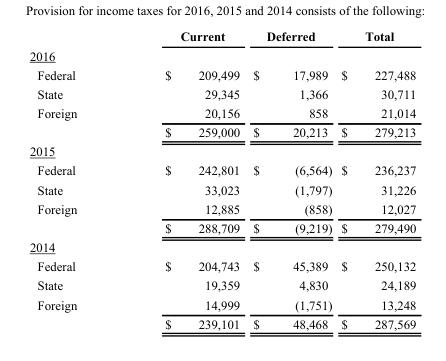 Provision for income taxes for 2016, 2015 and 2014 consists of the following:
Current Deferred Total
2016
Federal $ 209,499 $ 17,989 $ 227,488
State 29,345 1,366 30,711
Foreign 20,156 858 21,014
$ 259,000 $ 20,213 $ 279,213
2015
Federal $ 242,801 $ (6,564) $ 236,237
State 33,023 (1,797) 31,226
Foreign 12,885 (858) 12,027
$ 288,709 $ (9,219) $ 279,490
2014
Federal $ 204,743 $ 45,389 $ 250,132
State 19,359 4,830 24,189
Foreign 14,999 (1,751) 13,248
$ 239,101 $ 48,468 $ 287,569